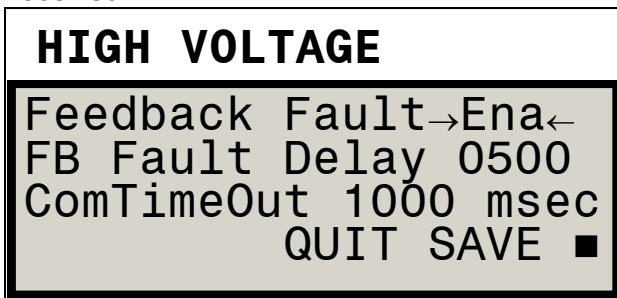 HIGH VOLTAGE
Feedback Fault→Ena←
FB Fault Delay 0500
ComTimeOut 1000 msec
QUIT SAVE ■